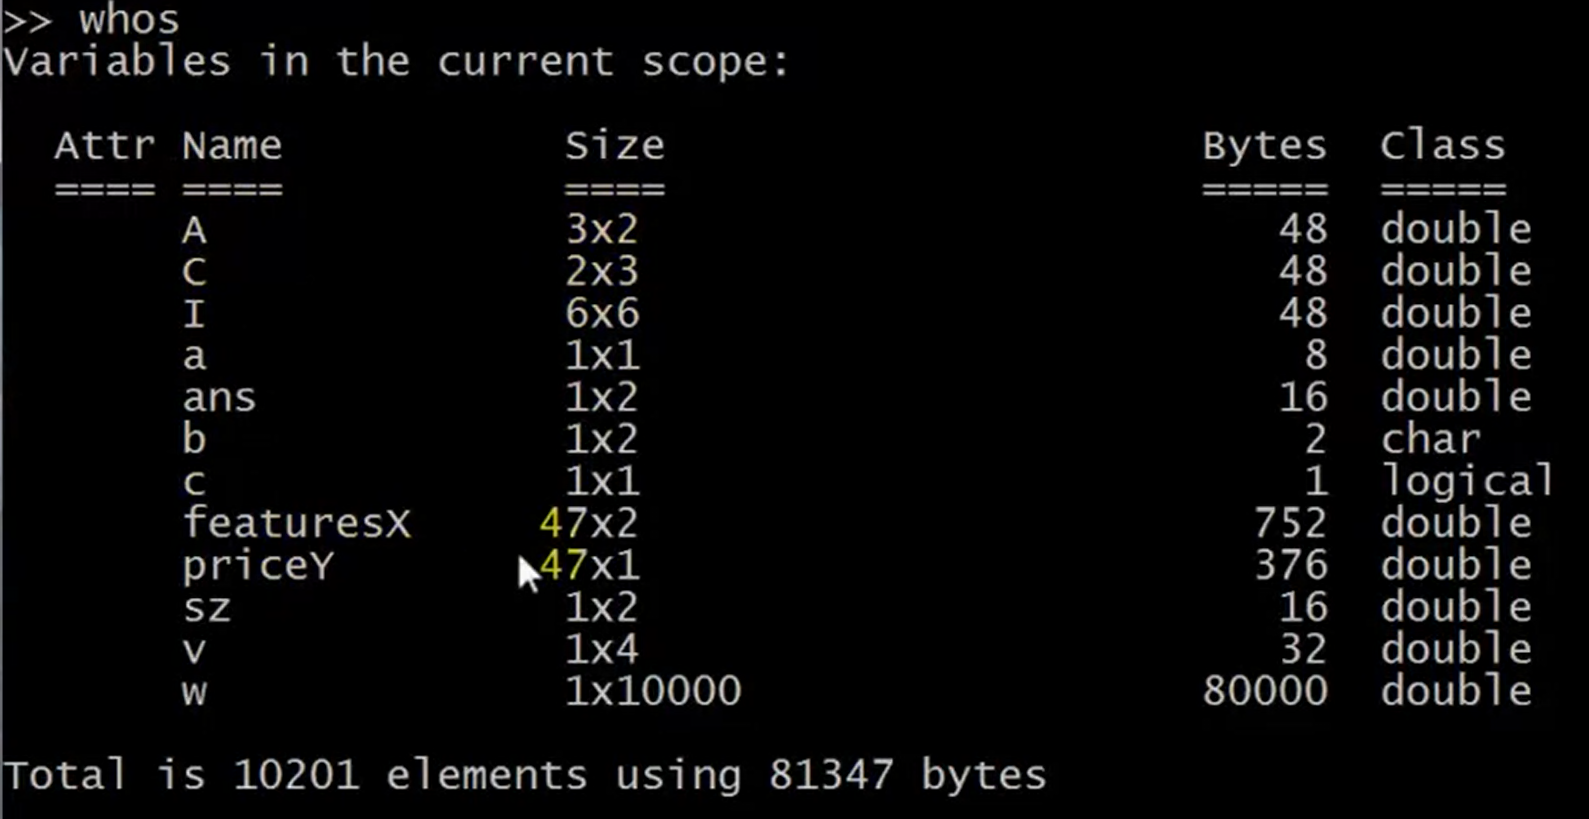 >> whos
Variables in the current scope:
Attr Name Size Bytes Class
==== ==== ==== ===== =====
A 3x2 48 double
C 2x3 48 double
I 6x6 48 double
a 1x1 8 double
ans 1x2 16 double
b 1x2 2 char
c 1x1 1 logical
featuresX 47x2 752 double
priceY 47x1 376 double
sz 1x2 16 double
v 1x4 32 double
w 1x10000 80000 double
Total is 10201 elements using 81347 bytes